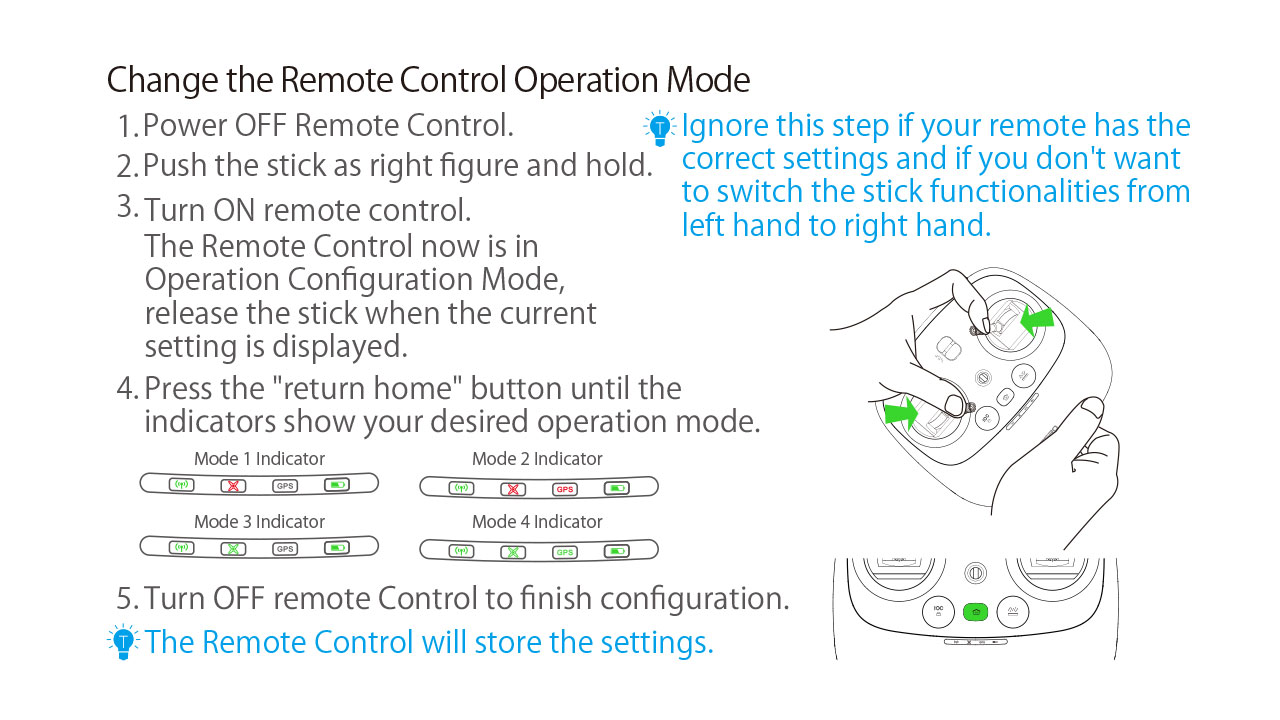 Change the Remote Control Operation Mode
1. Power OFF Remote Control.
2. Push the stick as right figure and hold.
3. Turn ON remote control.
The Remote Control now is in
Operation Configuration Mode,
release the stick when the current
setting is displayed.
4. Press the "return home" button until the
indicators show your desired operation mode.
Mode 1 Indicator
GPS
Mode 2 Indicator
GPS
Mode 3 Indicator
GPS
Mode 4 Indicator
GPS
5. Turn OFF remote Control to finish configuration.
T
The Remote Control will store the settings.
T
Ignore this step if your remote has the
correct settings and if you don't want
to switch the stick functionalities from
left hand to right hand.
IOC